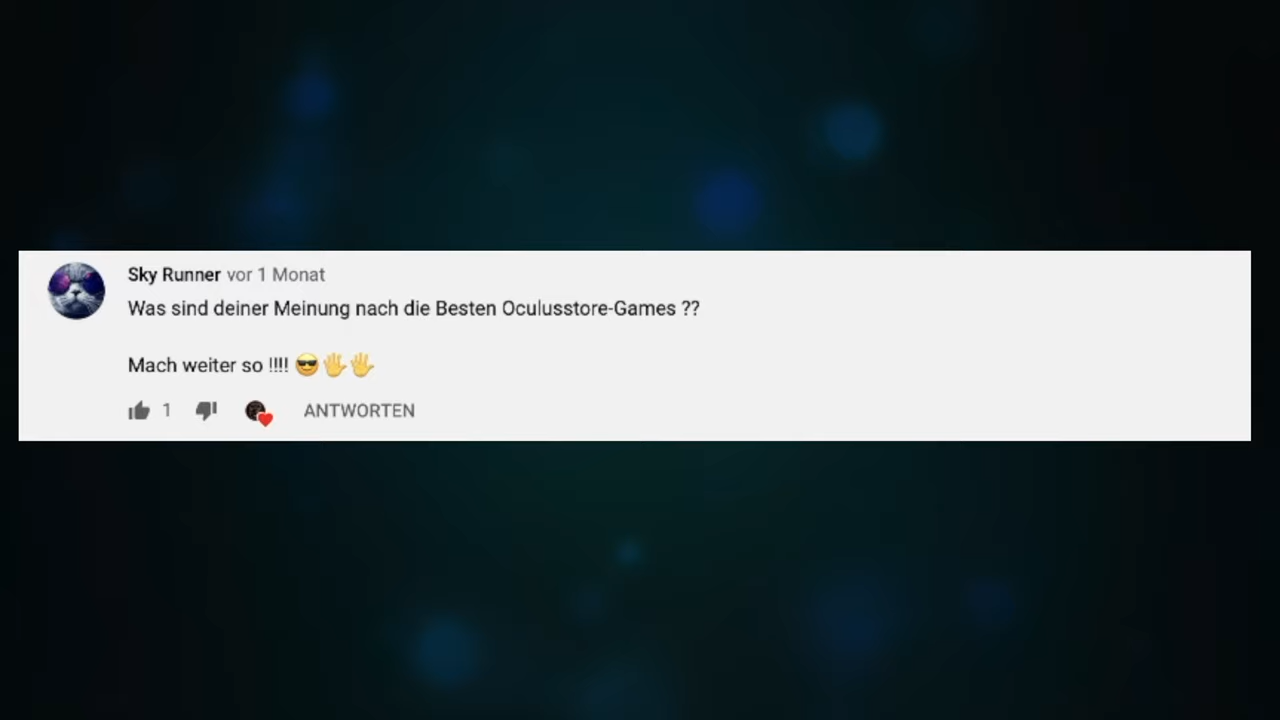 Sky Runner vor 1 Monat
Was sind deiner Meinung nach die Besten Oculusstore-Games ??
Mach weiter so !!!! 😎🖐🖐
1 ANTWORTEN